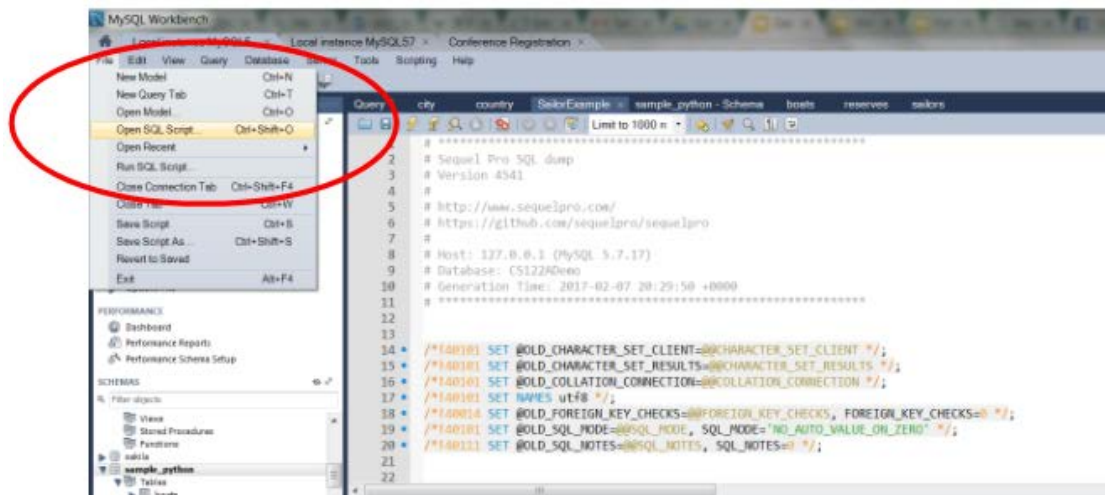 MySQL Workbench
Local instance MySQL57
Conference Registration
File Edit View Query Database Server Tools Scripting Help
New Model Ctrl+N
New Query Tab Ctrl+T
Open Model... Ctrl+O
Open SQL Script... Ctrl+Shift+O
Open Recent
Run SQL Script...
Close Connection Tab Ctrl+Shift+F4
Close Tab Ctrl+W
Save Script Ctrl+S
Save Script As... Ctrl+Shift+S
Revert to Saved
Exit Alt+F4
PERFORMANCE
Dashboard
Performance Reports
Performance Schema Setup
SCHEMAS
Filter objects
Views
Stored Procedures
Functions
sakila
sample_python
Tables
boats
Query city country SailorExample sample_python - Schema boats reserves sailors
Limit to 1000 r
1 # ************************************************************
2 # Sequel Pro SQL dump
3 # Version 4541
4 #
5 # http://www.sequelpro.com/
6 # https://github.com/sequelpro/sequelpro
7 #
8 # Host: 127.0.0.1 (MySQL 5.7.17)
9 # Database: CS122ADemo
10 # Generation Time: 2017-02-07 20:29:50 +0000
11 # ************************************************************
12
13
14 /*!40101 SET @OLD_CHARACTER_SET_CLIENT=@@CHARACTER_SET_CLIENT */;
15 /*!40101 SET @OLD_CHARACTER_SET_RESULTS=@@CHARACTER_SET_RESULTS */;
16 /*!40101 SET @OLD_COLLATION_CONNECTION=@@COLLATION_CONNECTION */;
17 /*!40101 SET NAMES utf8 */;
18 /*!40014 SET @OLD_FOREIGN_KEY_CHECKS=@@FOREIGN_KEY_CHECKS, FOREIGN_KEY_CHECKS=0 */;
19 /*!40101 SET @OLD_SQL_MODE=@@SQL_MODE, SQL_MODE='NO_AUTO_VALUE_ON_ZERO' */;
20 /*!40111 SET @OLD_SQL_NOTES=@@SQL_NOTES, SQL_NOTES=0 */;
21
22